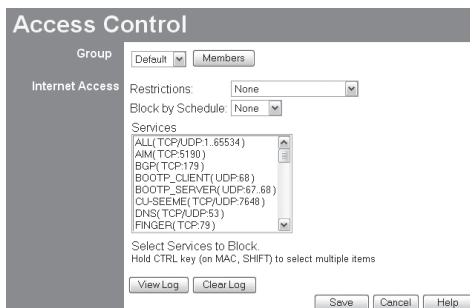 Access Control
Group Default Members
Internet Access Restrictions: None
Block by Schedule: None
Services
ALL(TCP/UDP:1..65534)
AIM(TCP:5190)
BGP(TCP:179)
BOOTP_CLIENT(UDP:68)
BOOTP_SERVER(UDP:67..68)
CU-SEEME(TCP/UDP:7648)
DNS(TCP/UDP:53)
FINGER(TCP:79)
Select Services to Block.
Hold CTRL key (on MAC, SHIFT) to select multiple items
View Log Clear Log
Save Cancel Help